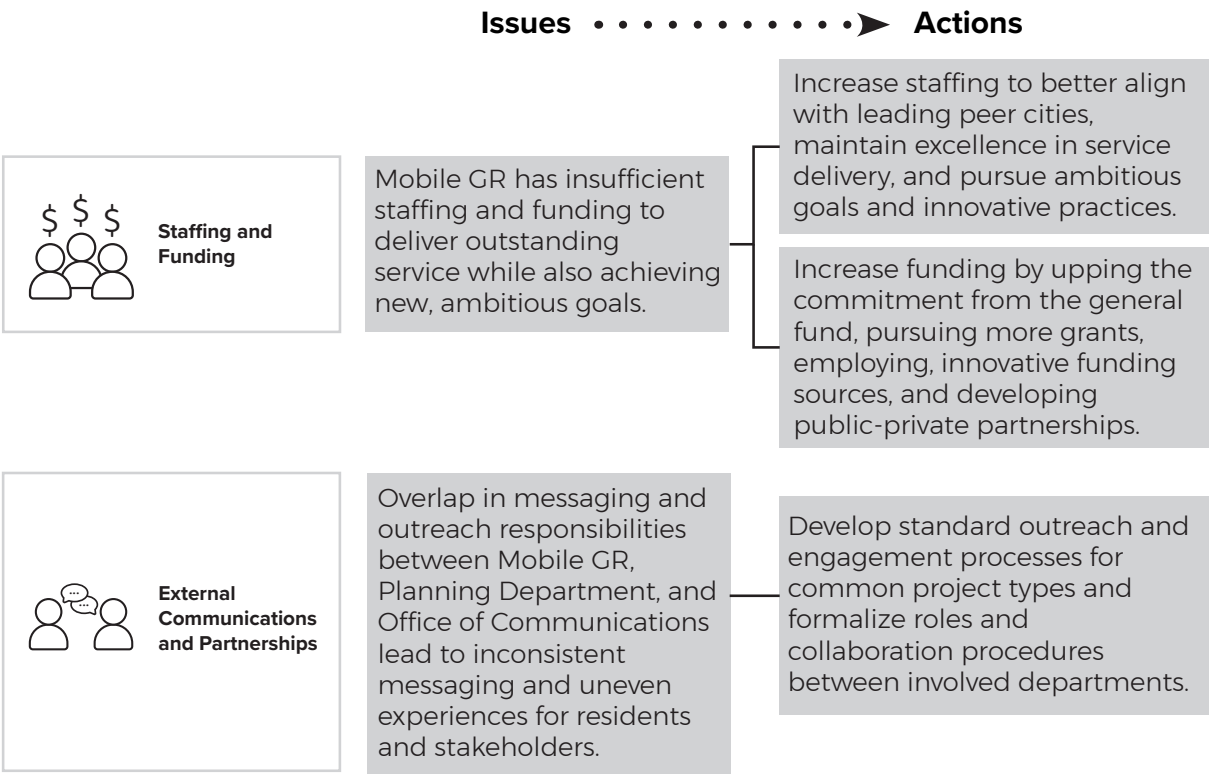 Issues Actions
Staffing and
Funding
Mobile GR has insufficient
staffing and funding to
deliver outstanding
service while also achieving
new, ambitious goals.
Increase staffing to better align
with leading peer cities,
maintain excellence in service
delivery, and pursue ambitious
goals and innovative practices.
Increase funding by upping the
commitment from the general
fund, pursuing more grants,
employing, innovative funding
sources, and developing
public-private partnerships.
External
Communications
and Partnerships
Overlap in messaging and
outreach responsibilities
between Mobile GR,
Planning Department, and
Office of Communications
lead to inconsistent
messaging and uneven
experiences for residents
and stakeholders.
Develop standard outreach and
engagement processes for
common project types and
formalize roles and
collaboration procedures
between involved departments.